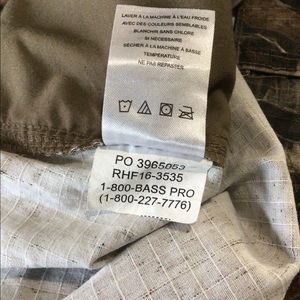 LAVER À LA MACHINE À L'EAU FROIDE
AVEC DES COULEURS SEMBLABLES
BLANCHIR SANS CHLORE
SI NÉCESSAIRE
SÉCHER À LA MACHINE À BASSE
TEMPÉRATURE
NE PAS REPASSER
PO 3965053
RHF16-3535
1-800-BASS PRO
(1-800-227-7776)